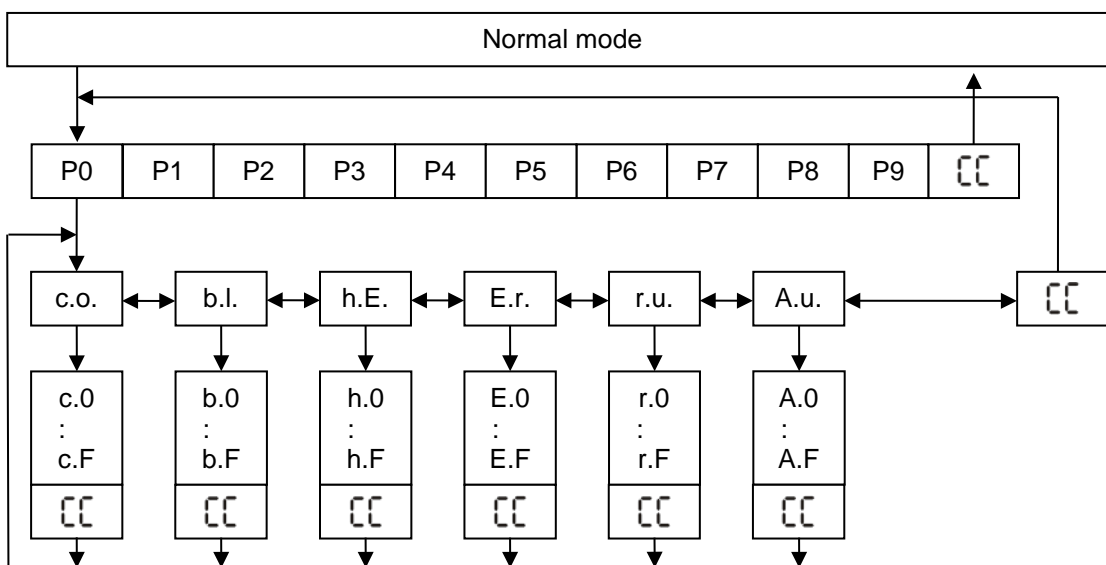 Normal mode
P0 P1 P2 P3 P4 P5 P6 P7 P8 P9 CC
c.o. b.l. h.E. E.r. r.u. A.u. CC
c.0 b.0 h.0 E.0 r.0 A.0
: : : : : :
c.F b.F h.F E.F r.F A.F
CC CC CC CC CC CC